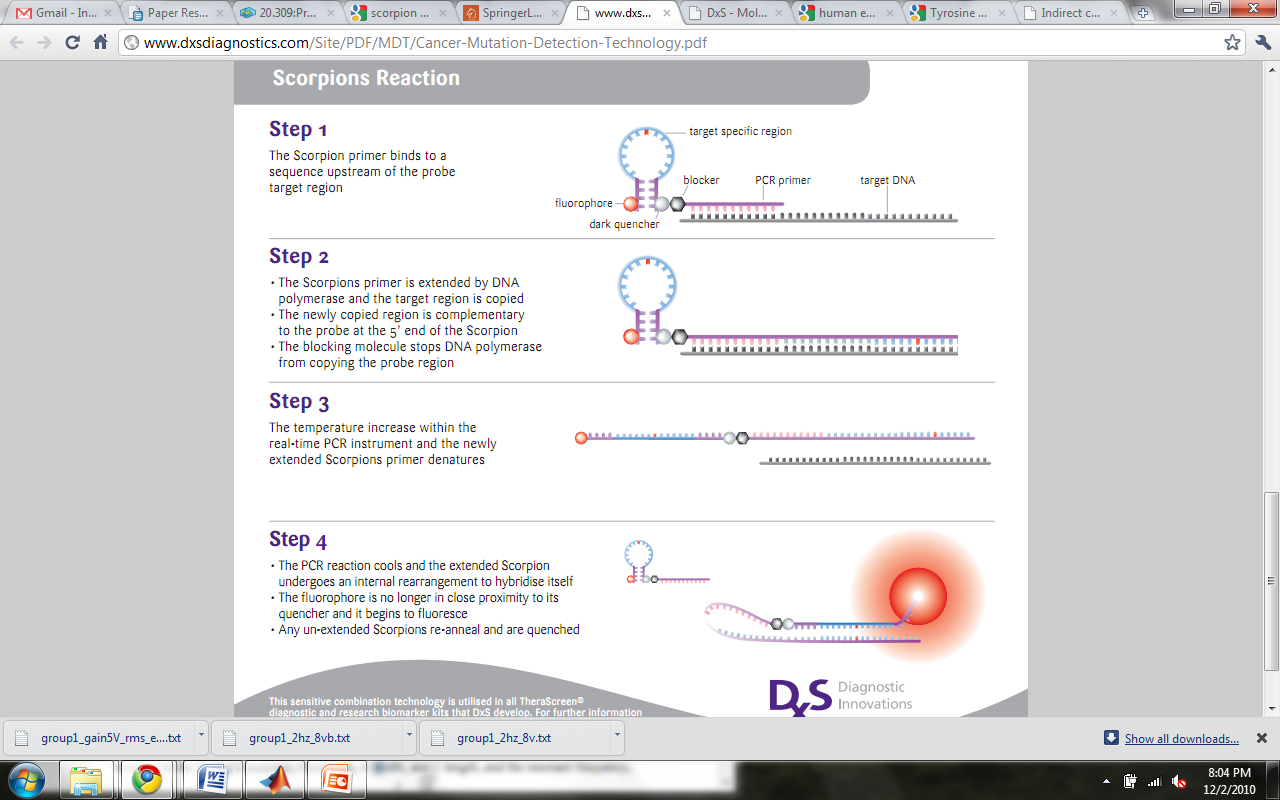 Gmail - In...
Paper Res...
20.309:Pr...
scorpion ...
SpringerL...
www.dxs...
DxS - Mol...
human e...
Tyrosine ...
Indirect c...
www.dxsdiagnostics.com/Site/PDF/MDT/Cancer-Mutation-Detection-Technology.pdf
Scorpions Reaction
Step 1
The Scorpion primer binds to a
sequence upstream of the probe
target region
target specific region
blocker
PCR primer
target DNA
fluorophore
dark quencher
Step 2
• The Scorpions primer is extended by DNA
polymerase and the target region is copied
• The newly copied region is complementary
to the probe at the 5' end of the Scorpion
• The blocking molecule stops DNA polymerase
from copying the probe region
Step 3
The temperature increase within the
real-time PCR instrument and the newly
extended Scorpions primer denatures
Step 4
• The PCR reaction cools and the extended Scorpion
undergoes an internal rearrangement to hybridise itself
• The fluorophore is no longer in close proximity to its
quencher and it begins to fluoresce
• Any un-extended Scorpions re-anneal and are quenched
This sensitive combination technology is utilised in all TheraScreen®
diagnostic and research biomarker kits that DxS develop. For further information
DxS Diagnostic
Innovations
group1_gain5V_rms_e....txt
group1_2hz_8vb.txt
group1_2hz_8v.txt
Show all downloads...
8:04 PM
12/2/2010